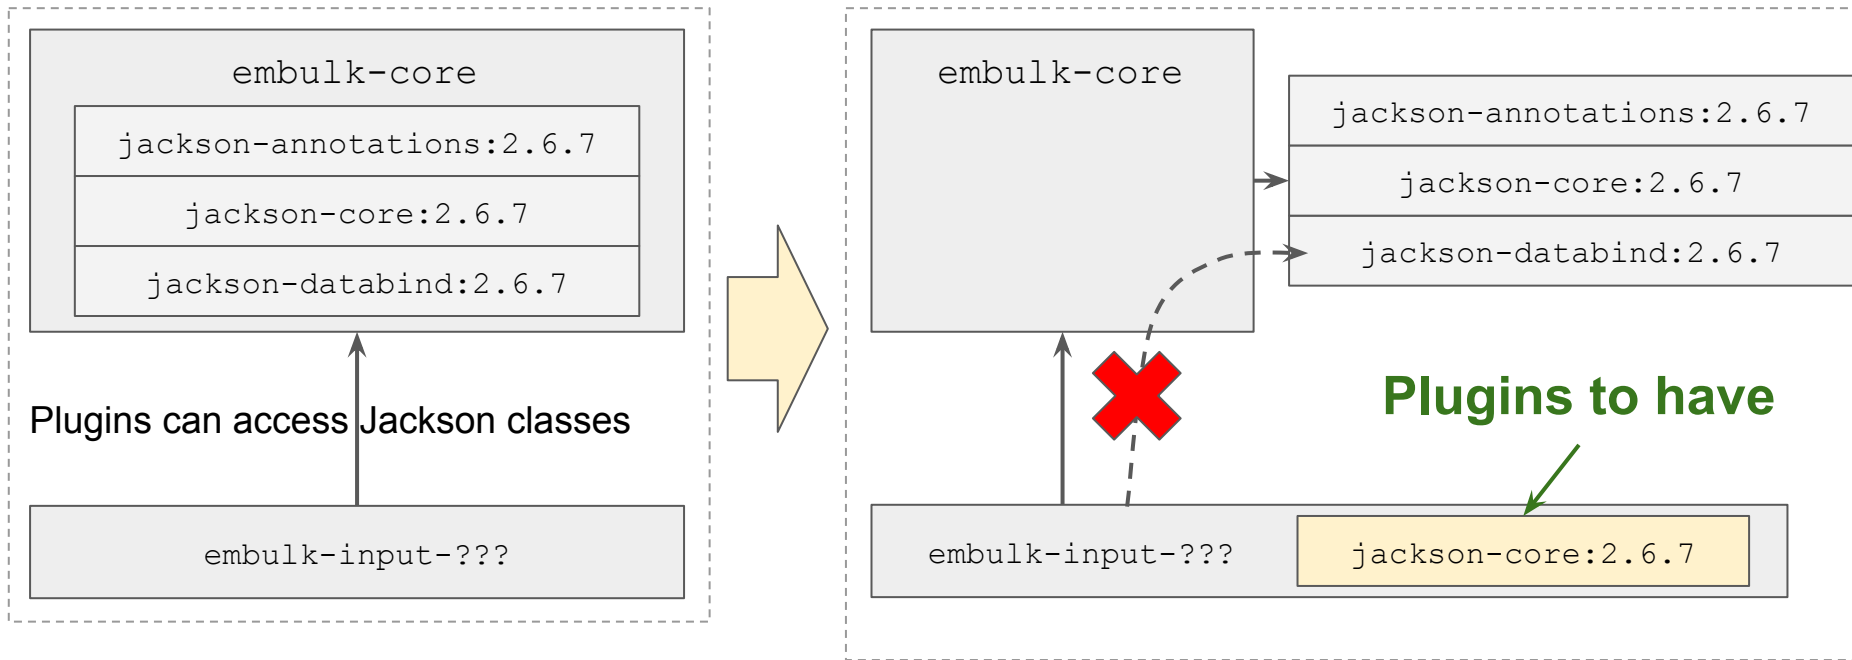 embulk-core
jackson-annotations:2.6.7
jackson-core:2.6.7
jackson-databind:2.6.7
Plugins can access Jackson classes
embulk-input-???
embulk-core
jackson-annotations:2.6.7
jackson-core:2.6.7
jackson-databind:2.6.7
Plugins to have
embulk-input-???
jackson-core:2.6.7